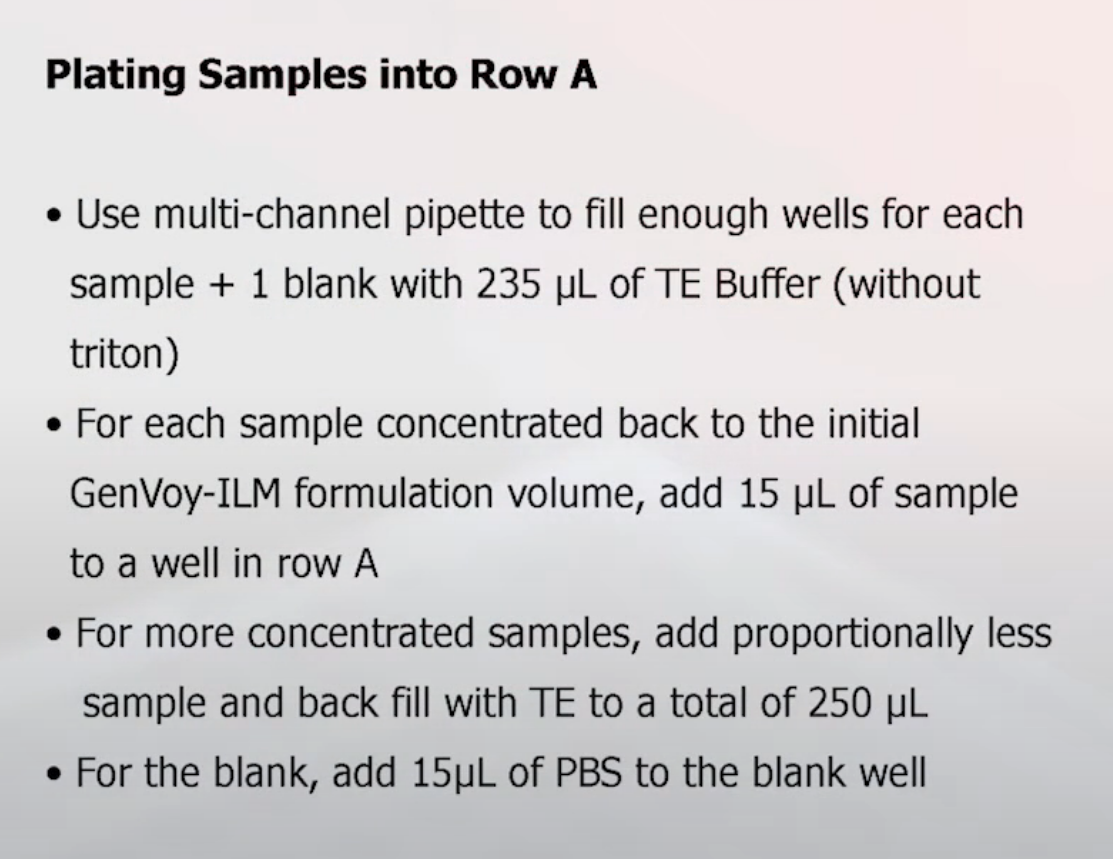 Plating Samples into Row A
• Use multi-channel pipette to fill enough wells for each
sample + 1 blank with 235 µL of TE Buffer (without
triton)
• For each sample concentrated back to the initial
GenVoy-ILM formulation volume, add 15 µL of sample
to a well in row A
• For more concentrated samples, add proportionally less
sample and back fill with TE to a total of 250 µL
• For the blank, add 15µL of PBS to the blank well